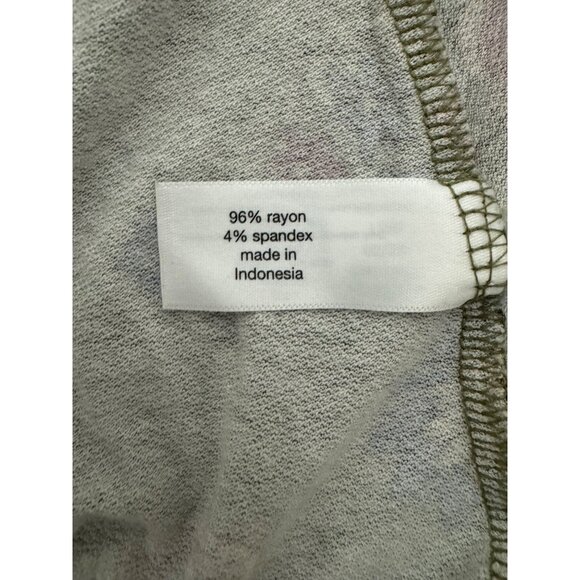 96% rayon
4% spandex
made in
Indonesia